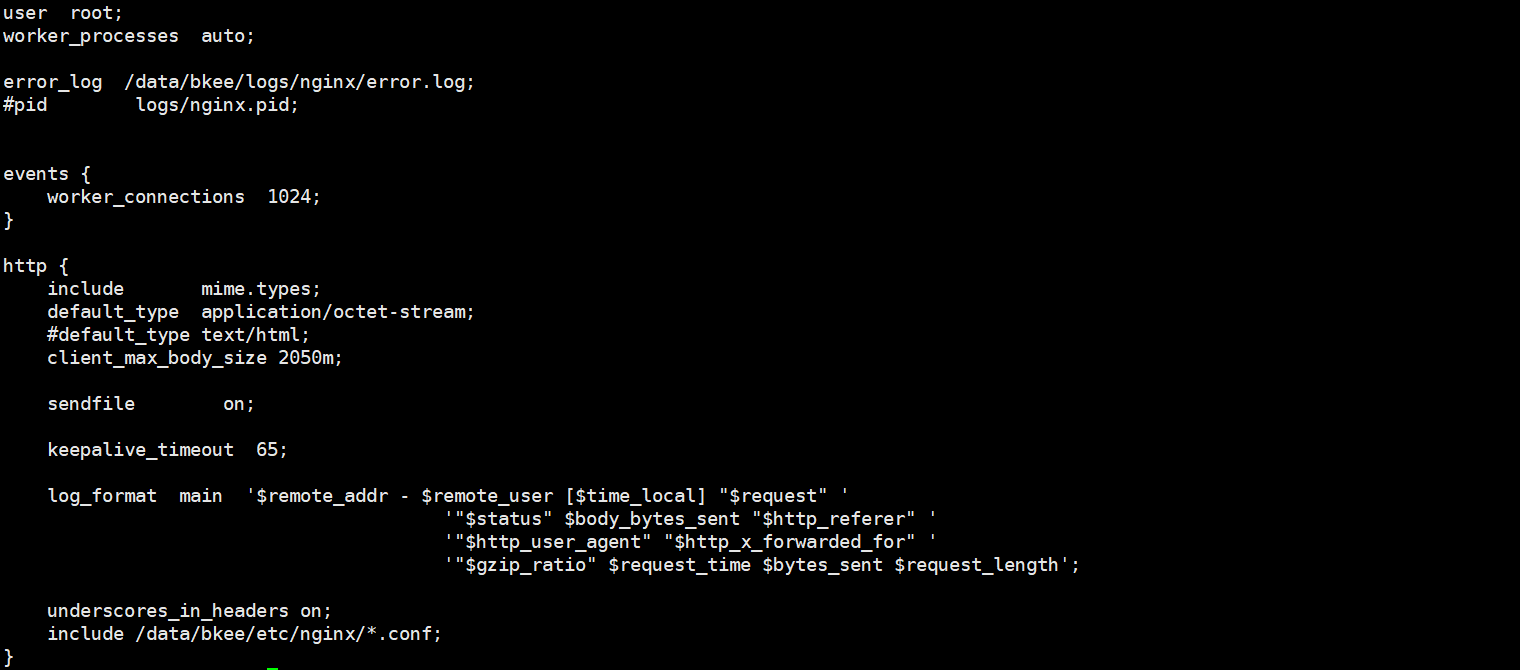 user  root;
worker_processes  auto;
error_log  /data/bkee/logs/nginx/error.log;
#pid        logs/nginx.pid;
events {
    worker_connections  1024;
}
http {
    include       mime.types;
    default_type  application/octet-stream;
    #default_type text/html;
    client_max_body_size 2050m;
    sendfile        on;
    keepalive_timeout  65;
    log_format  main  '$remote_addr - $remote_user [$time_local] "$request" '
                                        '"$status" $body_bytes_sent "$http_referer" '
                                        '"$http_user_agent" "$http_x_forwarded_for" '
                                        '"$gzip_ratio" $request_time $bytes_sent $request_length';
    underscores_in_headers on;
    include /data/bkee/etc/nginx/*.conf;
}